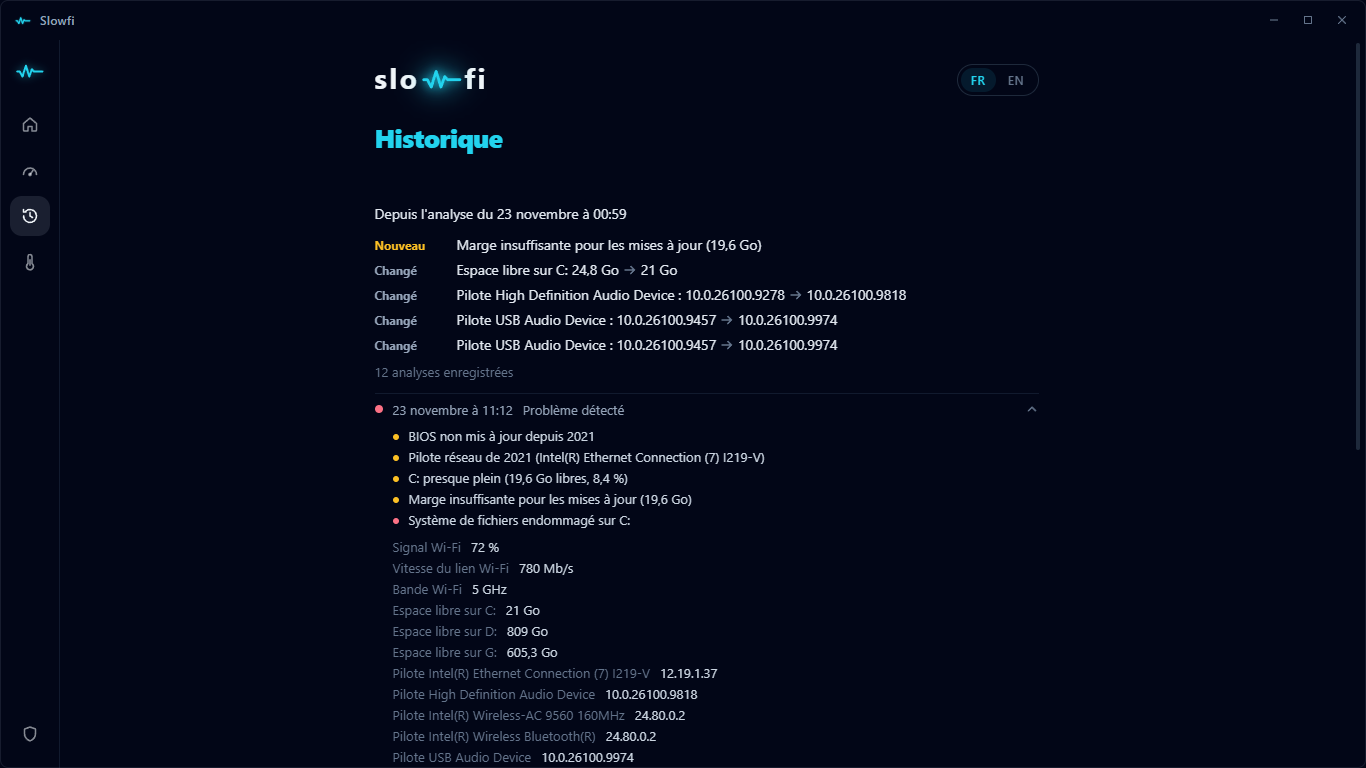 Slowfi
slo fi
FR EN
Historique
Depuis l'analyse du 23 novembre à 00:59
Nouveau Marge insuffisante pour les mises à jour (19,6 Go)
Changé Espace libre sur C: 24,8 Go → 21 Go
Changé Pilote High Definition Audio Device : 10.0.26100.9278 → 10.0.26100.9818
Changé Pilote USB Audio Device : 10.0.26100.9457 → 10.0.26100.9974
Changé Pilote USB Audio Device : 10.0.26100.9457 → 10.0.26100.9974
12 analyses enregistrées
23 novembre à 11:12 Problème détecté
BIOS non mis à jour depuis 2021
Pilote réseau de 2021 (Intel(R) Ethernet Connection (7) I219-V)
C: presque plein (19,6 Go libres, 8,4 %)
Marge insuffisante pour les mises à jour (19,6 Go)
Système de fichiers endommagé sur C:
Signal Wi-Fi 72 %
Vitesse du lien Wi-Fi 780 Mb/s
Bande Wi-Fi 5 GHz
Espace libre sur C: 21 Go
Espace libre sur D: 809 Go
Espace libre sur G: 605,3 Go
Pilote Intel(R) Ethernet Connection (7) I219-V 12.19.1.37
Pilote High Definition Audio Device 10.0.26100.9818
Pilote Intel(R) Wireless-AC 9560 160MHz 24.80.0.2
Pilote Intel(R) Wireless Bluetooth(R) 24.80.0.2
Pilote USB Audio Device 10.0.26100.9974